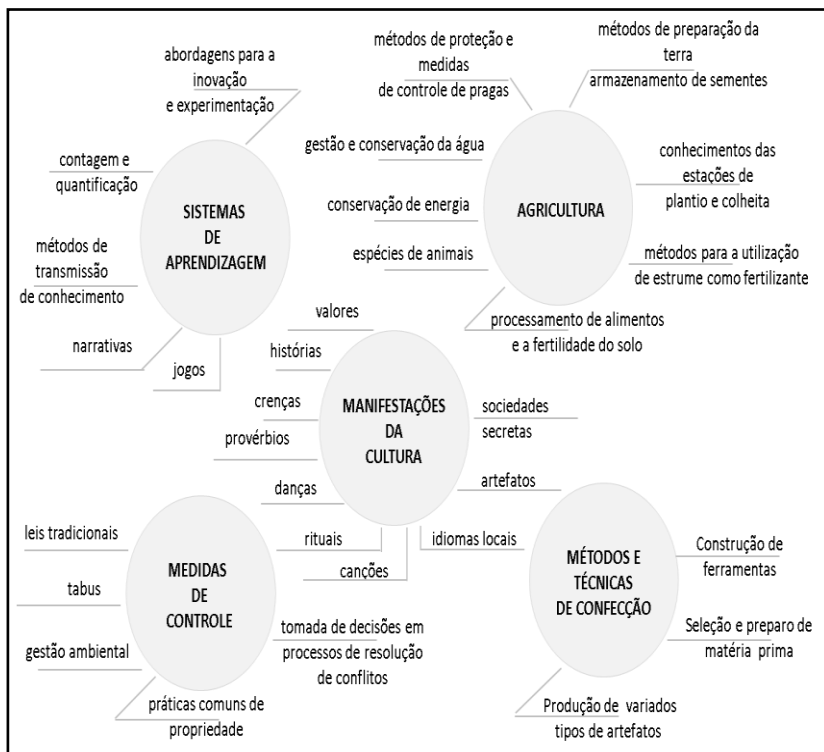 abordagens para a
inovação
e experimentação
contagem e
quantificação
métodos de
transmissão
de conhecimento
narrativas
jogos
SISTEMAS
DE
APRENDIZAGEM
métodos de proteção e
medidas
de controle de pragas
métodos de preparação da
terra
armazenamento de sementes
gestão e conservação da água
conservação de energia
espécies de animais
AGRICULTURA
conhecimentos das
estações de
plantio e colheita
métodos para a utilização
de estrume como fertilizante
processamento de alimentos
e a fertilidade do solo
valores
histórias
crenças
provérbios
danças
rituais
canções
MANIFESTAÇÕES
DA
CULTURA
sociedades
secretas
artefatos
idiomas locais
leis tradicionais
tabus
gestão ambiental
MEDIDAS
DE
CONTROLE
tomada de decisões em
processos de resolução
de conflitos
práticas comuns de
propriedade
MÉTODOS E
TÉCNICAS
DE CONFECÇÃO
Construção de
ferramentas
Seleção e preparo de
matéria prima
Produção de variados
tipos de artefatos